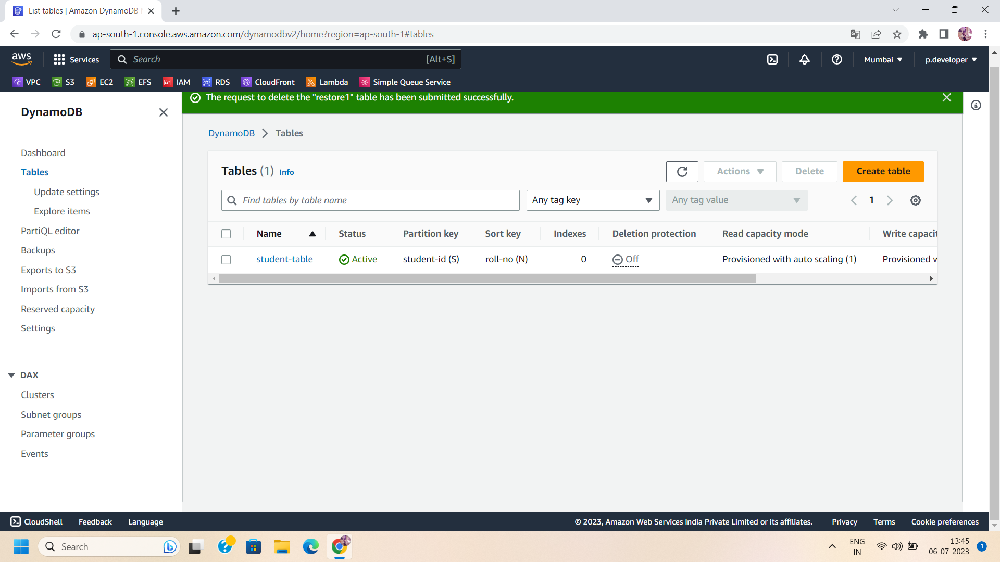 List tables | Amazon DynamoDB
ap-south-1.console.aws.amazon.com/dynamodbv2/home?region=ap-south-1#tables
aws
Services
Search
[Alt+S]
Mumbai
p.developer
VPC
S3
EC2
EFS
IAM
RDS
CloudFront
Lambda
Simple Queue Service
The request to delete the "restore1" table has been submitted successfully.
DynamoDB
Dashboard
Tables
Update settings
Explore items
PartiQL editor
Backups
Exports to S3
Imports from S3
Reserved capacity
Settings
DAX
Clusters
Subnet groups
Parameter groups
Events
DynamoDB
Tables
Tables (1) Info
Actions
Delete
Create table
Find tables by table name
Any tag key
Any tag value
1
Name
Status
Partition key
Sort key
Indexes
Deletion protection
Read capacity mode
Write capacit
student-table
Active
student-id (S)
roll-no (N)
0
Off
Provisioned with auto scaling (1)
Provisioned
CloudShell
Feedback
Language
© 2023, Amazon Web Services India Private Limited or its affiliates.
Privacy
Terms
Cookie preferences
Search
ENG
IN
13:45
06-07-2023
1